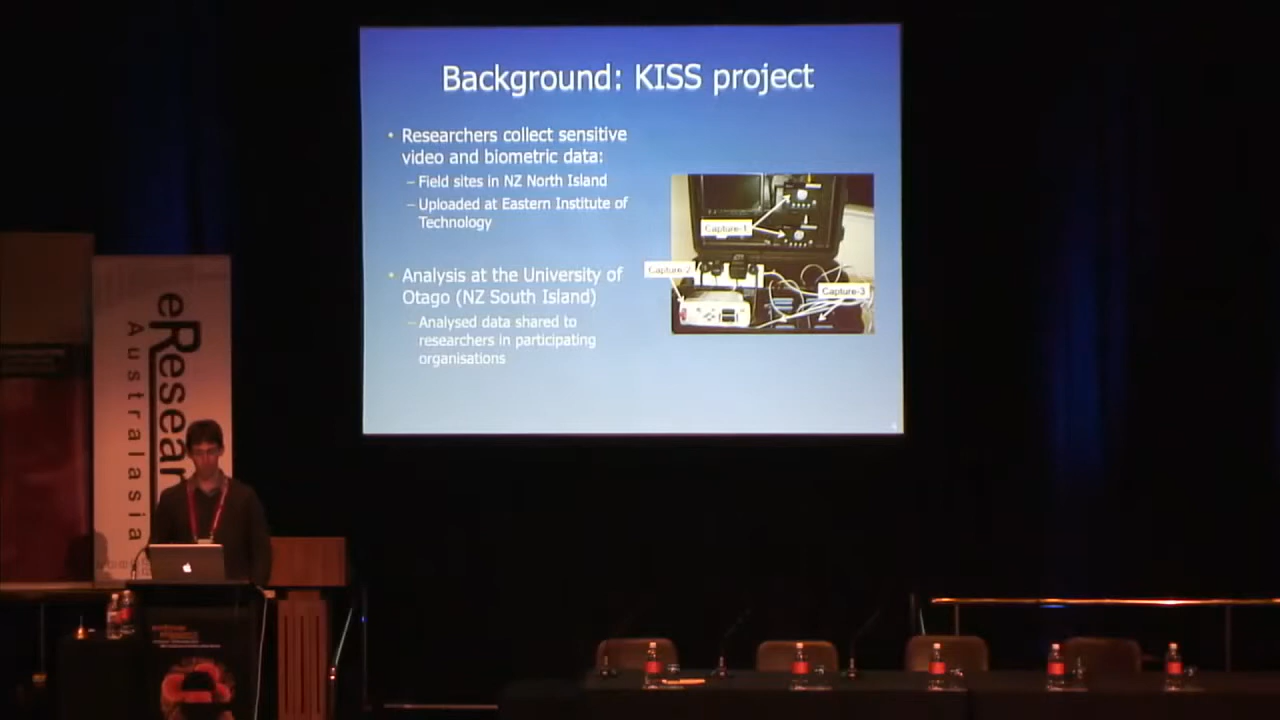 Background: KISS project
• Researchers collect sensitive
video and biometric data:
– Field sites in NZ North Island
– Uploaded at Eastern Institute of
Technology
• Analysis at the University of
Otago (NZ South Island)
– Analysed data shared to
researchers in participating
organisations
Capture-1
Capture-2
Capture-3
4
eResear
Australasia